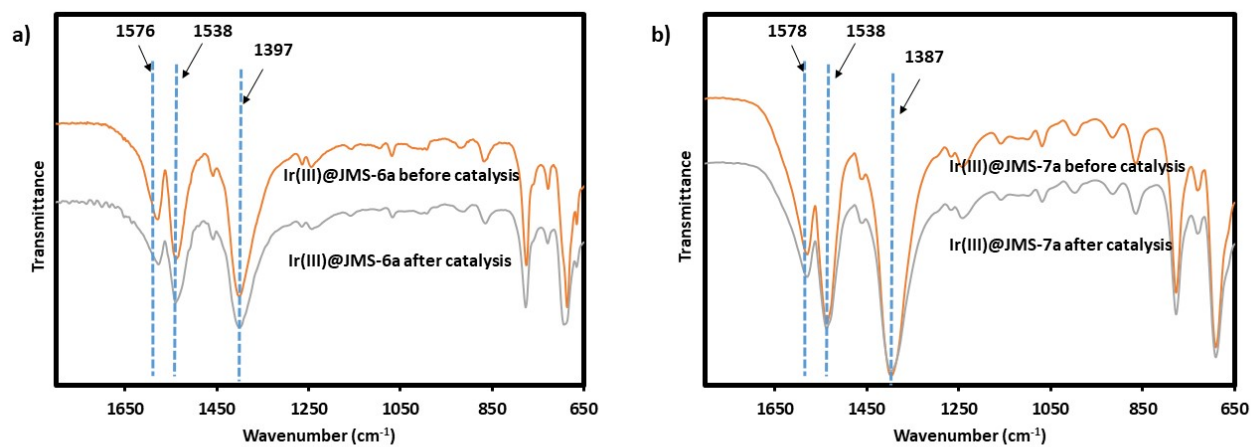 a)
1576
1538
1397
Ir(III)@JMS-6a before catalysis
Ir(III)@JMS-6a after catalysis
Transmittance
1650
1450
1250
1050
850
650
Wavenumber (cm-1)
b)
1578
1538
1387
Ir(III)@JMS-7a before catalysis
Ir(III)@JMS-7a after catalysis
Transmittance
1650
1450
1250
1050
850
650
Wavenumber (cm-1)